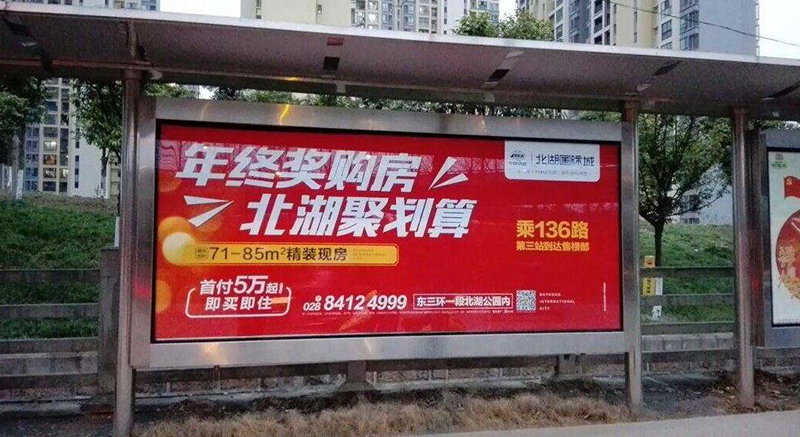 年终奖购房
北湖聚划算
北湖国际城
乘136路
第三站到达售楼部
71-85m²精装现房
首付5万起!
即买即住
028 8412 4999
东三环一段北湖公园内
INTERNATIONAL
CITY